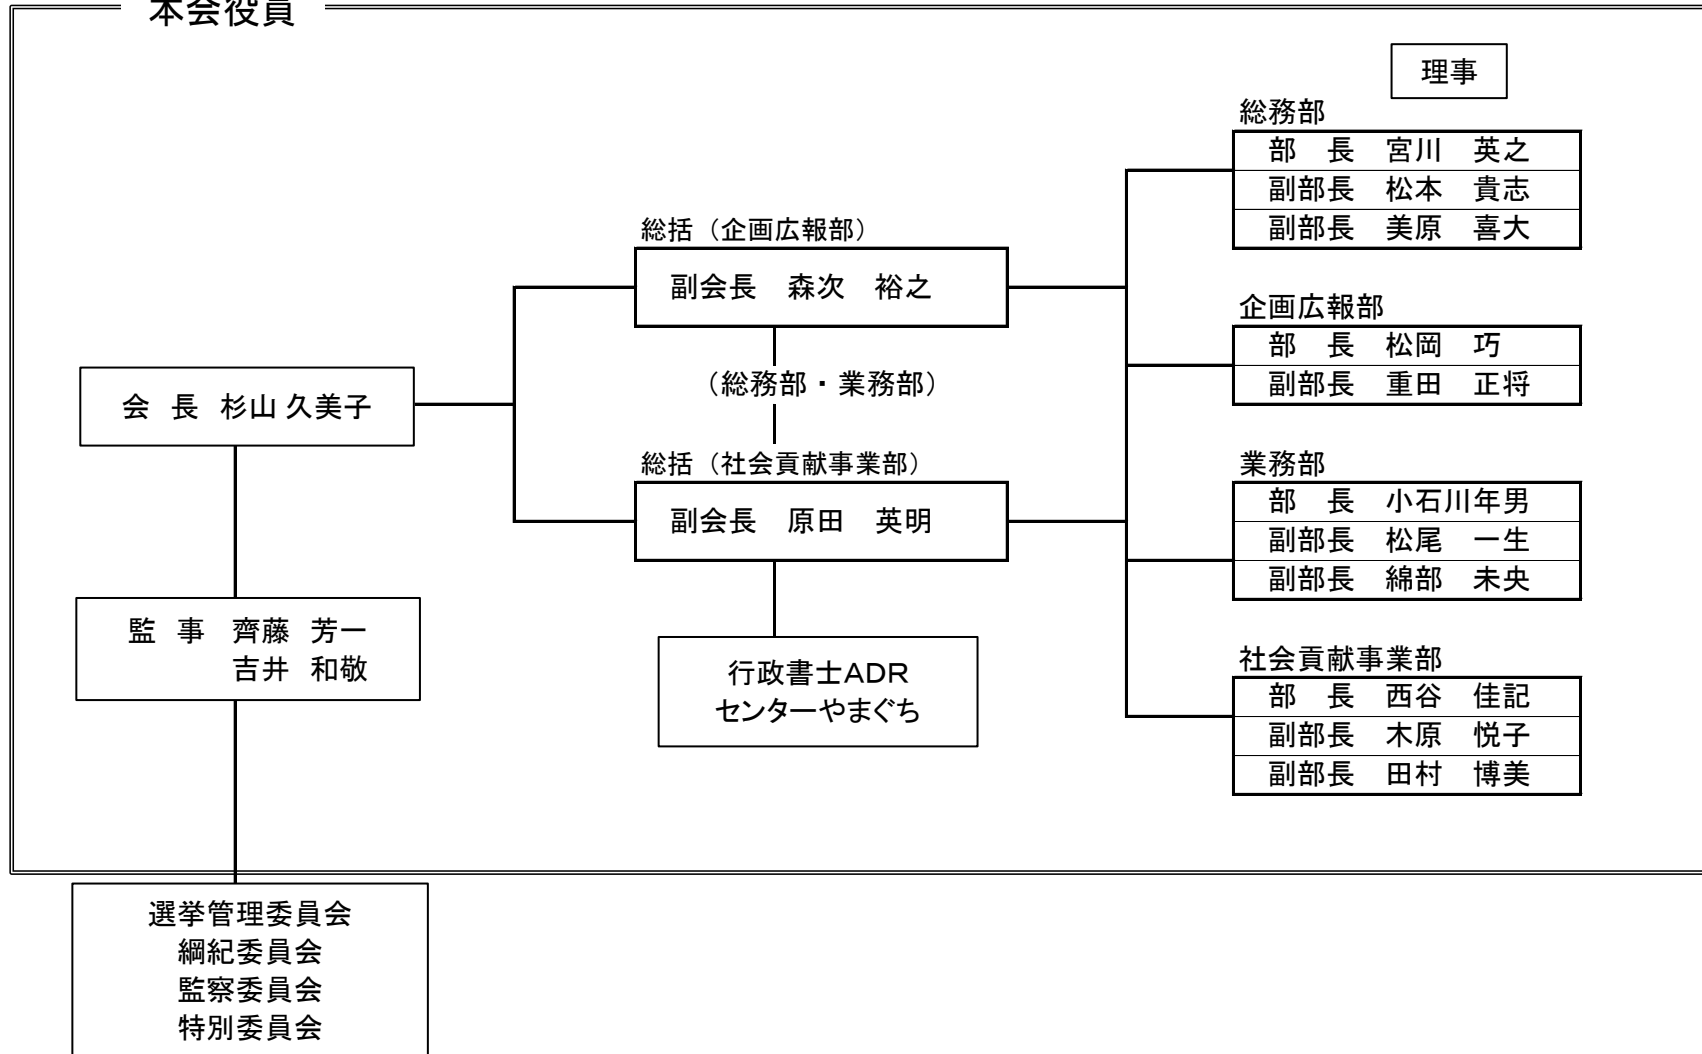 本会役員
理事
総務部
部　長　宮川　英之
副部長　松本　貴志
副部長　美原　喜大
総括（企画広報部）
副会長　森次　裕之
企画広報部
部　長　松岡　巧
副部長　重田　正将
（総務部・業務部）
会　長　杉山 久美子
総括（社会貢献事業部）
副会長　原田　英明
業務部
部　長　小石川年男
副部長　松尾　一生
副部長　綿部　未央
監　事　齊藤　芳一
吉井　和敬
行政書士ADR
センターやまぐち
社会貢献事業部
部　長　西谷　佳記
副部長　木原　悦子
副部長　田村　博美
選挙管理委員会
綱紀委員会
監察委員会
特別委員会